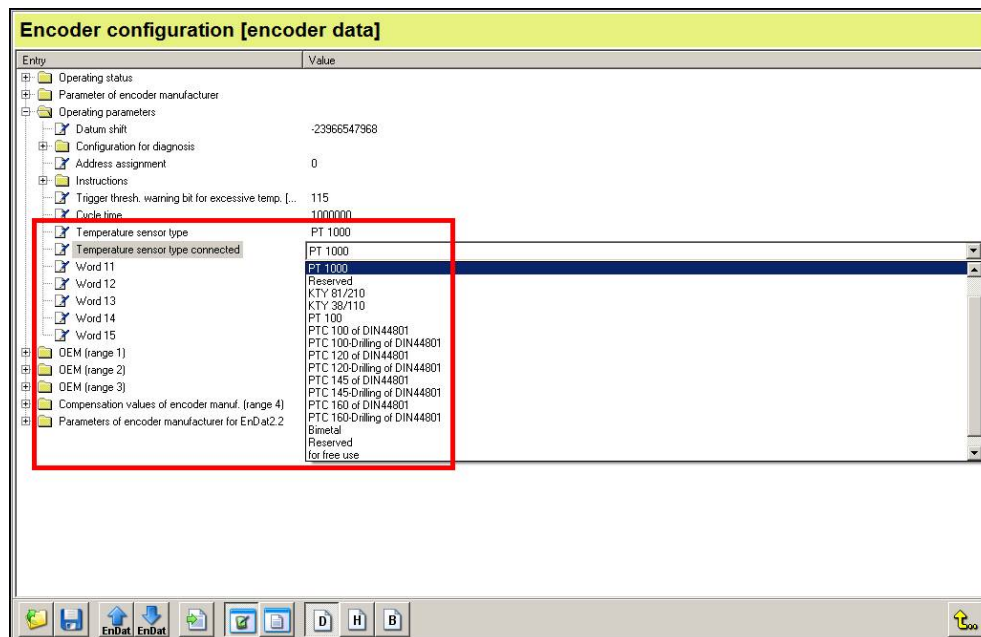 Encoder configuration [encoder data]
Entry Value
Operating status
Parameter of encoder manufacturer
Operating parameters
Datum shift -23966547968
Configuration for diagnosis
Address assignment 0
Instructions
Trigger thresh. warning bit for excessive temp. [... 115
Cycle time 1000000
Temperature sensor type PT 1000
Temperature sensor type connected PT 1000
Word 11 PT 1000
Word 12 Reserved
Word 13 KTY 81/210
Word 14 KTY 38/110
Word 15 PT 100
PTC 100 of DIN44801
PTC 100-Drilling of DIN44801
OEM (range 1) PTC 120 of DIN44801
OEM (range 2) PTC 120-Drilling of DIN44801
OEM (range 3) PTC 145 of DIN44801
PTC 145-Drilling of DIN44801
Compensation values of encoder manuf. (range 4) PTC 160 of DIN44801
Parameters of encoder manufacturer for EnDat2.2 PTC 160-Drilling of DIN44801
Bimetal
Reserved
for free use
EnDat EnDat D H B